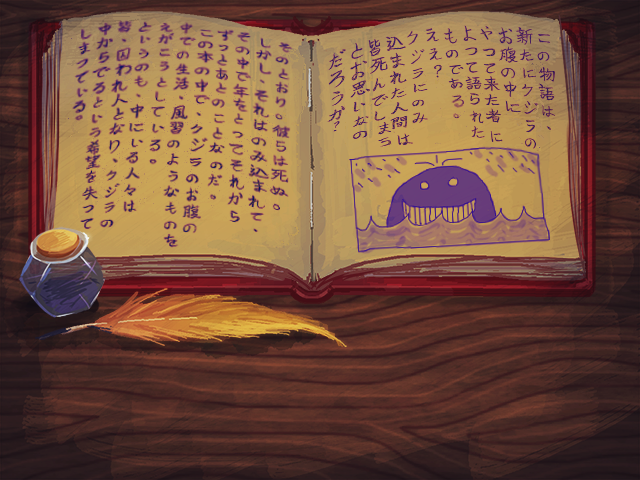 この物語は、
新たにクジラの
お腹の中に
やって来た者に
よって語られた
ものである。
ええ？
クジラにのみ
込まれた人間は
皆死んでしまう
とお思いなの
だろうか？
そのとおり。彼らは死ぬ。
しかし、それはのみ込まれて、
その中で年をとってそれから
ずっとあとのことなのだ。
この本の中で、クジラのお腹の
中での生活、風習のようなものを
えがこうとしている。
というのも、中にいる人々は
皆、囚われ人となり、クジラの
中からでるという希望を失って
しまっている。